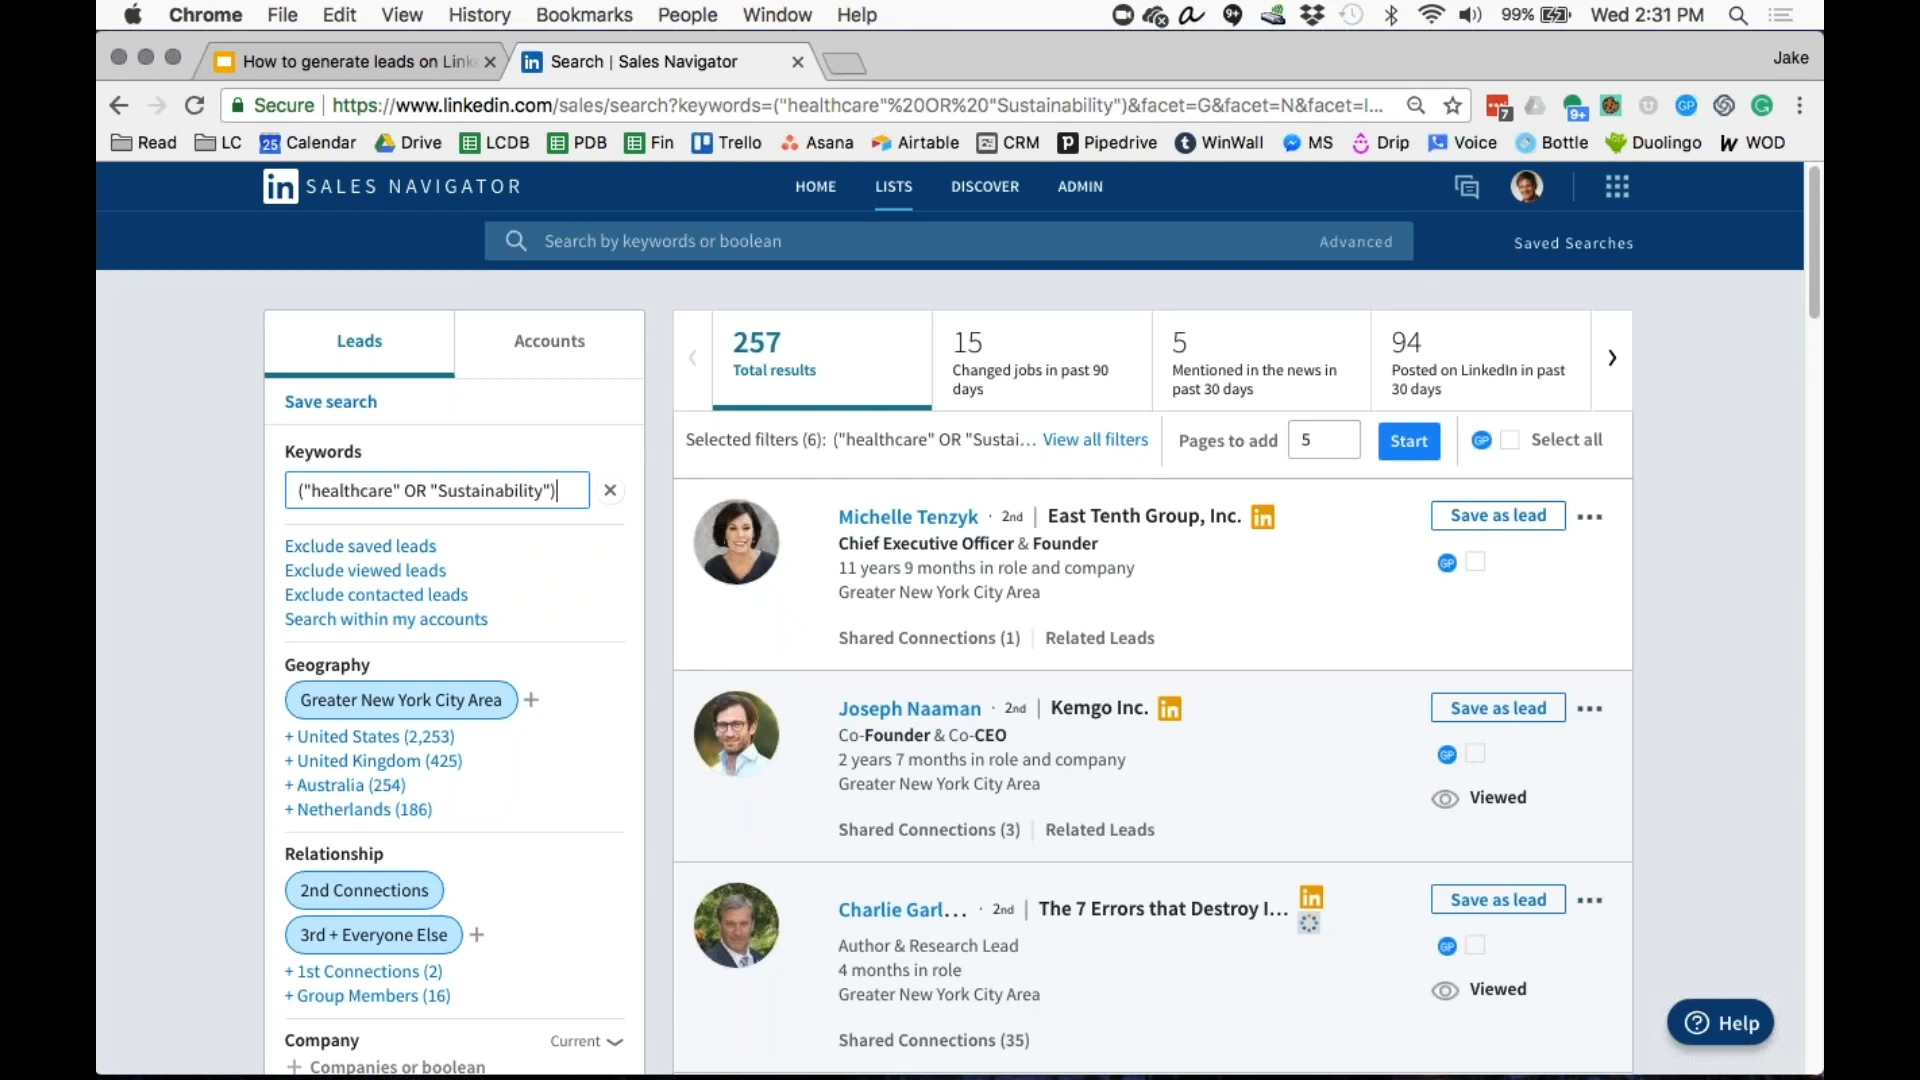 Chrome File Edit View History Bookmarks People Window Help 99% Wed 2:31 PM
How to generate leads on Link Search | Sales Navigator Jake
Secure https://www.linkedin.com/sales/search?keywords=("healthcare"%20OR%20"Sustainability")&facet=G&facet=N&facet=I... 7 9+ GP
Read LC 25 Calendar Drive LCDB PDB Fin Trello Asana Airtable CRM Pipedrive WinWall MS Drip Voice Bottle Duolingo WOD
in SALES NAVIGATOR HOME LISTS DISCOVER ADMIN
Search by keywords or boolean Advanced Saved Searches
Leads Accounts
Save search
Keywords
("healthcare" OR "Sustainability")
Exclude saved leads
Exclude viewed leads
Exclude contacted leads
Search within my accounts
Geography
Greater New York City Area +
+ United States (2,253)
+ United Kingdom (425)
+ Australia (254)
+ Netherlands (186)
Relationship
2nd Connections
3rd + Everyone Else +
+ 1st Connections (2)
+ Group Members (16)
Company Current
+ Companies or boolean
257
Total results
15
Changed jobs in past 90
days
5
Mentioned in the news in
past 30 days
94
Posted on LinkedIn in past
30 days
Selected filters (6): ("healthcare" OR "Sustai... View all filters Pages to add 5 Start GP Select all
Michelle Tenzyk · 2nd | East Tenth Group, Inc. in Save as lead
Chief Executive Officer & Founder
11 years 9 months in role and company GP
Greater New York City Area
Shared Connections (1) Related Leads
Joseph Naaman · 2nd | Kemgo Inc. in Save as lead
Co-Founder & Co-CEO
2 years 7 months in role and company GP
Greater New York City Area Viewed
Shared Connections (3) Related Leads
Charlie Garl... · 2nd | The 7 Errors that Destroy I... in Save as lead
Author & Research Lead GP
4 months in role
Greater New York City Area Viewed
Shared Connections (35)
Help